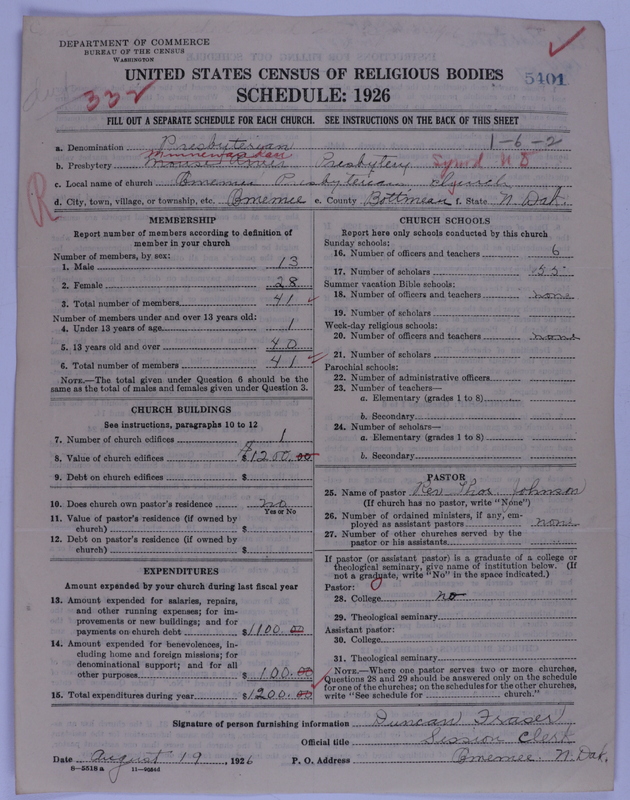 DEPARTMENT OF COMMERCE
BUREAU OF THE CENSUS
WASHINGTON
UNITED STATES CENSUS OF RELIGIOUS BODIES
5401
SCHEDULE: 1926
332
FILL OUT A SEPARATE SCHEDULE FOR EACH CHURCH. SEE INSTRUCTIONS ON THE BACK OF THIS SHEET
1-6-2
a. Denomination Presbyterian
Minnewaukan
b. Presbytery Mouse River Presbytery Synod N D
c. Local name of church Omemee Presbyterian Church
d. City, town, village, or township, etc. Omemee e. County Bottineau f. State N. Dak.
R
MEMBERSHIP
Report number of members according to definition of
member in your church
Number of members, by sex:
1. Male 13
2. Female 28
3. Total number of members 41
Number of members under and over 13 years old:
4. Under 13 years of age 1
5. 13 years old and over 40
6. Total number of members 41
NOTE.—The total given under Question 6 should be
same as the total of males and females given under Question 3.
CHURCH BUILDINGS
See instructions, paragraphs 10 to 12
7. Number of church edifices 1
8. Value of church edifices $1200.00
9. Debt on church edifices $
10. Does church own pastor's residence no
Yes or No
11. Value of pastor's residence (if owned by
church) $
12. Debt on pastor's residence (if owned by
church) $
EXPENDITURES
Amount expended by your church during last fiscal year
13. Amount expended for salaries, repairs,
and other running expenses; for im-
provements or new buildings; and for
payments on church debt $1100.00
14. Amount expended for benevolences, in-
cluding home and foreign missions; for
denominational support; and for all
other purposes $100.00
15. Total expenditures during year $1200.00
CHURCH SCHOOLS
Report here only schools conducted by this church
Sunday schools:
16. Number of officers and teachers 6
17. Number of scholars 55
Summer vacation Bible schools:
18. Number of officers and teachers none
19. Number of scholars
Week-day religious schools:
20. Number of officers and teachers none
21. Number of scholars
Parochial schools:
22. Number of administrative officers
23. Number of teachers—
a. Elementary (grades 1 to 8)
b. Secondary
24. Number of scholars—
a. Elementary (grades 1 to 8)
b. Secondary
PASTOR
25. Name of pastor Rev Thos. Johnson
(If church has no pastor, write "None")
26. Number of ordained ministers, if any, em-
ployed as assistant pastors none
27. Number of other churches served by the
pastor or his assistants
If pastor (or assistant pastor) is a graduate of a college or
theological seminary, give name of institution below. (If
not a graduate, write "No" in the space indicated.)
Pastor:
28. College no
29. Theological seminary
Assistant pastor:
30. College
31. Theological seminary
NOTE.—Where one pastor serves two or more churches,
Questions 28 and 29 should be answered only on the schedule
for one of the churches; on the schedules for the other churches,
write "See schedule for church."
Signature of person furnishing information Duncan Fraser
Official title Session Clerk
Date August 19, 1926 P. O. Address Omemee. N. Dak.
8-5518 a